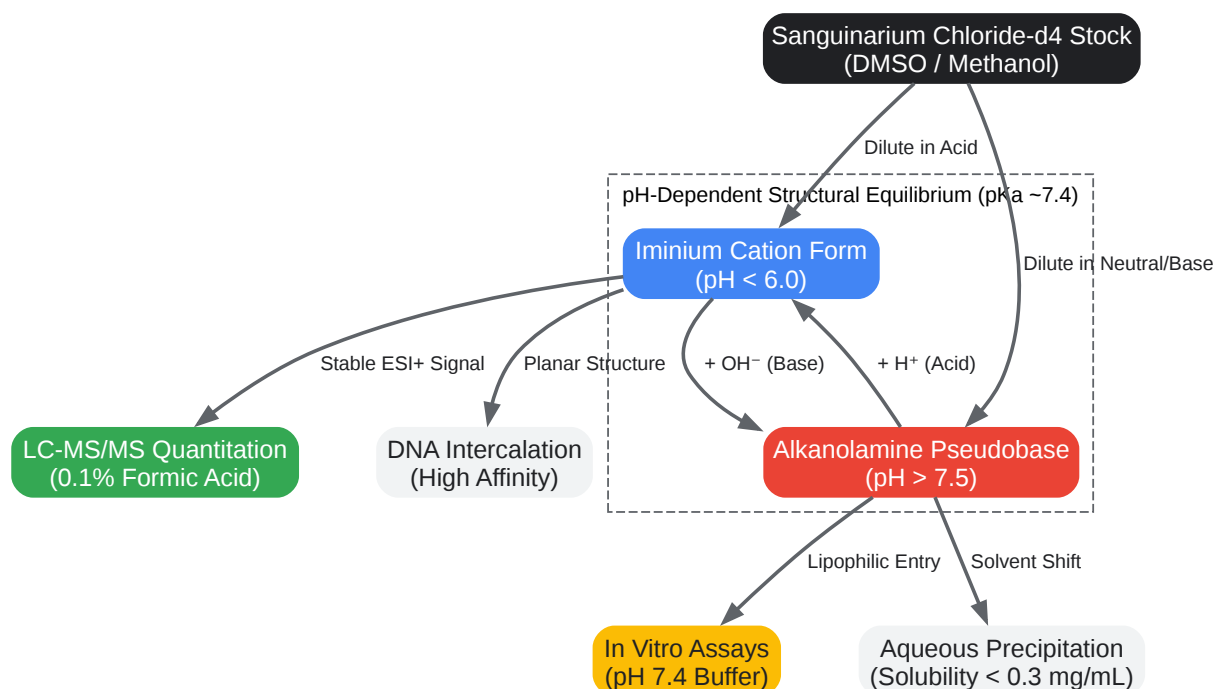 Sanguinarium Chloride-d4 Stock
(DMSO / Methanol)
Dilute in Acid
pH-Dependent Structural Equilibrium (pKa ~7.4)
Iminium Cation Form
(pH < 6.0)
Dilute in Neutral/Base
Stable ESI+ Signal
Planar Structure
+ OH⁻ (Base)
+ H⁺ (Acid)
LC-MS/MS Quantitation
(0.1% Formic Acid)
DNA Intercalation
(High Affinity)
Alkanolamine Pseudobase
(pH > 7.5)
Lipophilic Entry
Solvent Shift
In Vitro Assays
(pH 7.4 Buffer)
Aqueous Precipitation
(Solubility < 0.3 mg/mL)